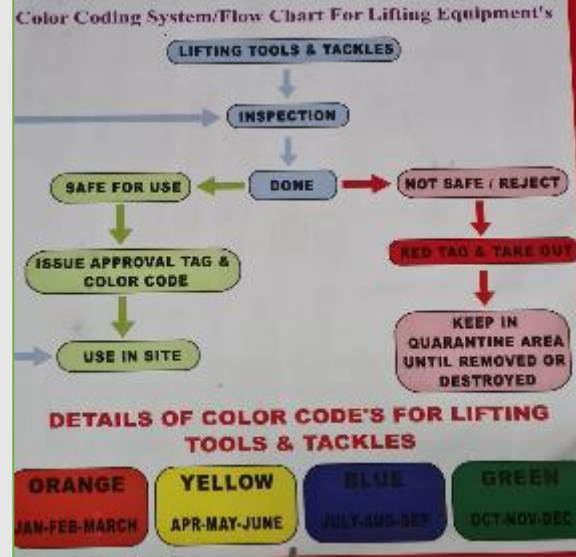 Color Coding System/Flow Chart For Lifting Equipment's
LIFTING TOOLS & TACKLES
INSPECTION
SAFE FOR USE
DONE
NOT SAFE / REJECT
ISSUE APPROVAL TAG &
COLOR CODE
RED TAG & TAKE OUT
USE IN SITE
KEEP IN
QUARANTINE AREA
UNTIL REMOVED OR
DESTROYED
DETAILS OF COLOR CODE'S FOR LIFTING
TOOLS & TACKLES
ORANGE
YELLOW
BLUE
GREEN
JAN-FEB-MARCH
APR-MAY-JUNE
JULY-AUG-SEP
OCT-NOV-DEC